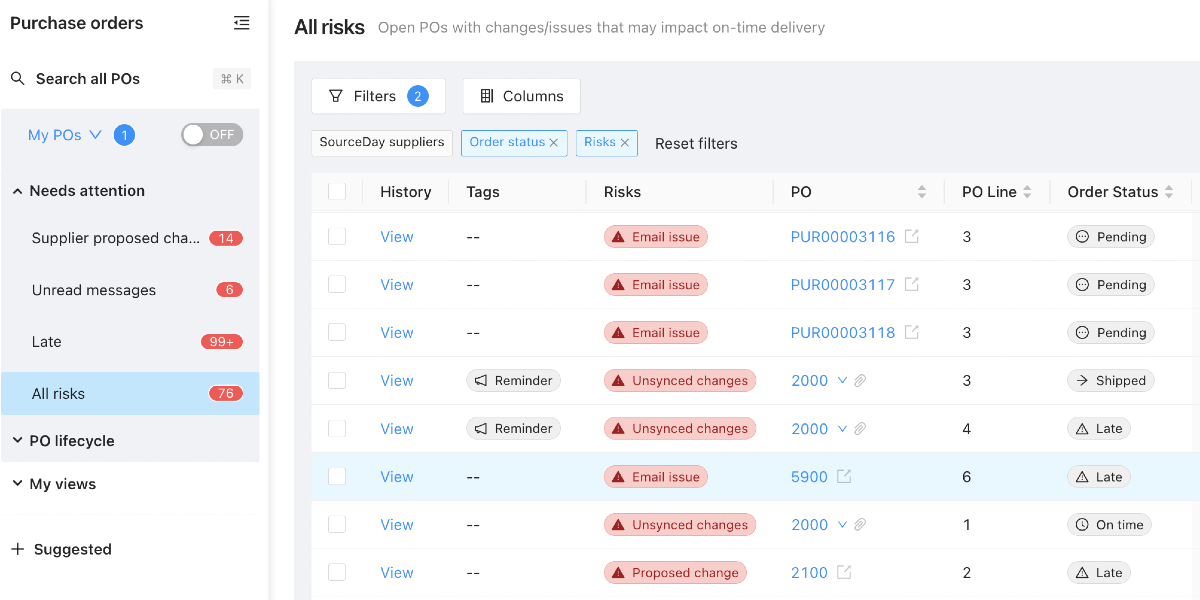 Purchase orders
Search all POs ⌘ K
My POs 1 OFF
Needs attention
Supplier proposed cha... 14
Unread messages 6
Late 99+
All risks 76
PO lifecycle
My views
Suggested
All risks Open POs with changes/issues that may impact on-time delivery
Filters 2 Columns
SourceDay suppliers Order status Risks Reset filters
History Tags Risks PO PO Line Order Status
View -- Email issue PUR00003116 3 Pending
View -- Email issue PUR00003117 3 Pending
View -- Email issue PUR00003118 3 Pending
View Reminder Unsynced changes 2000 3 Shipped
View Reminder Unsynced changes 2000 4 Late
View -- Email issue 5900 6 Late
View -- Unsynced changes 2000 1 On time
View -- Proposed change 2100 2 Late